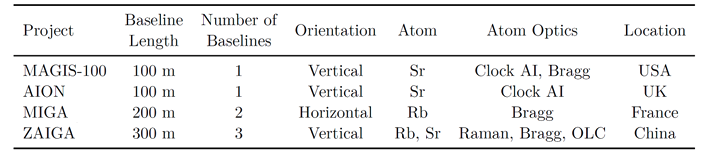 Project Baseline Length Number of Baselines Orientation Atom Atom Optics Location
MAGIS-100 100 m 1 Vertical Sr Clock AI, Bragg USA
AION 100 m 1 Vertical Sr Clock AI UK
MIGA 200 m 2 Horizontal Rb Bragg France
ZAIGA 300 m 3 Vertical Rb, Sr Raman, Bragg, OLC China